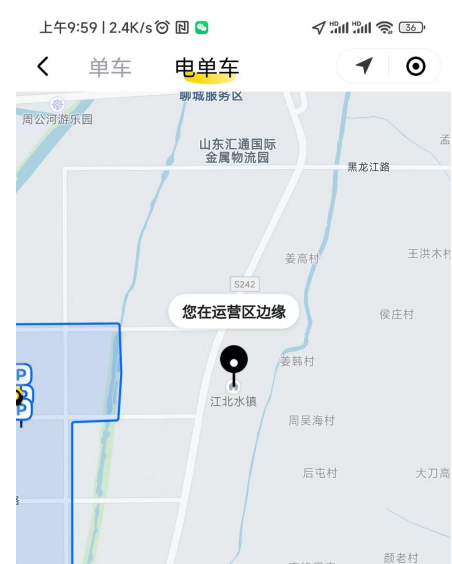 上午9:59 | 2.4K/s
HD HD 36
单车 电单车
聊城服务区
周公河游乐园
山东汇通国际
金属物流园
孟
黑龙江路
姜高村
王洪木村
S242
您在运营区边缘
侯庄村
姜韩村
P
P
P
江北水镇
周吴海村
后屯村
大刀高
路
颜老村